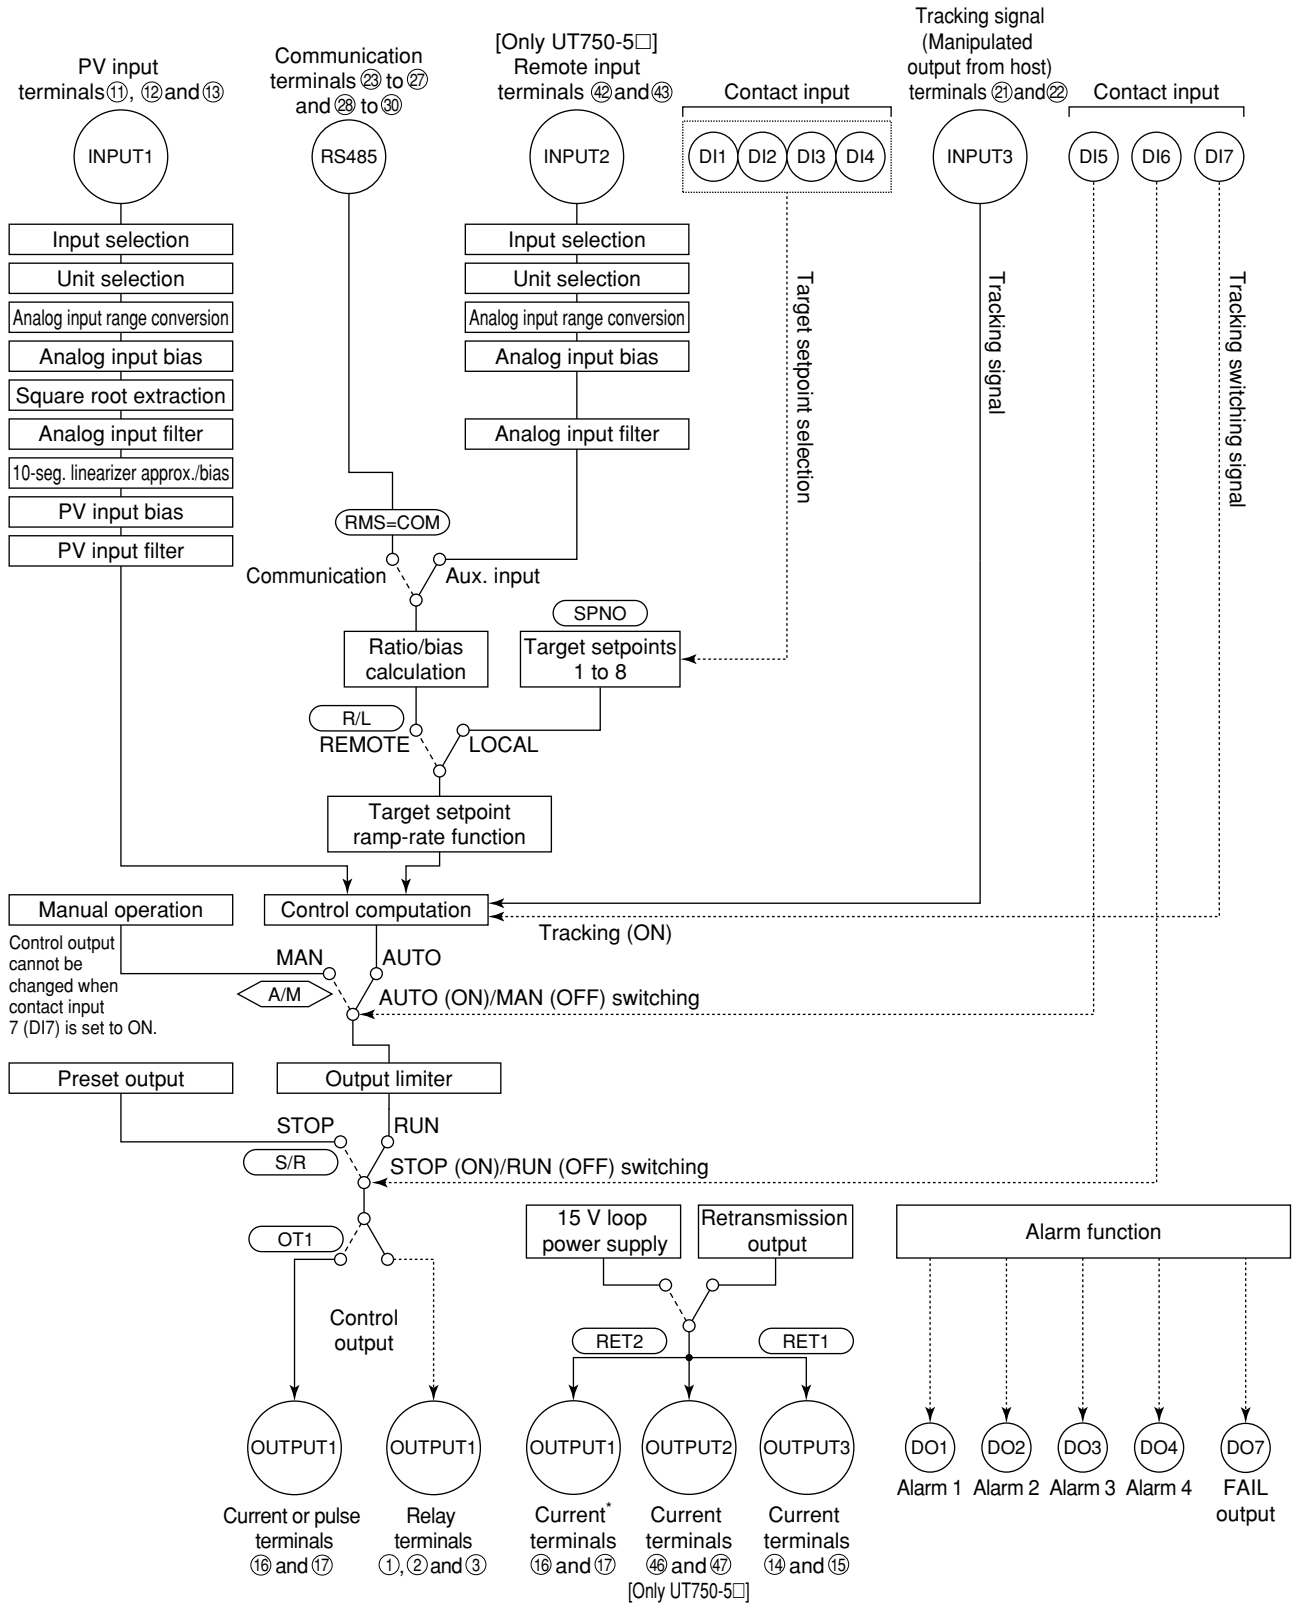 PV input
terminals ⑪, ⑫ and ⑬
Communication
terminals ㉓ to ㉗
and ㉘ to ㉚
[Only UT750-5□]
Remote input
terminals ㊷ and ㊸
Contact input
Tracking signal
(Manipulated
output from host)
terminals ㉑ and ㉒
Contact input
INPUT1
RS485
INPUT2
DI1
DI2
DI3
DI4
INPUT3
DI5
DI6
DI7
Input selection
Unit selection
Analog input range conversion
Analog input bias
Square root extraction
Analog input filter
10-seg. linearizer approx./bias
PV input bias
PV input filter
Input selection
Unit selection
Analog input range conversion
Analog input bias
Analog input filter
Target setpoint selection
Tracking signal
Tracking switching signal
RMS=COM
Communication
Aux. input
SPNO
Ratio/bias
calculation
Target setpoints
1 to 8
R/L
REMOTE
LOCAL
Target setpoint
ramp-rate function
Manual operation
Control computation
Tracking (ON)
Control output
cannot be
changed when
contact input
7 (DI7) is set to ON.
MAN
AUTO
A/M
AUTO (ON)/MAN (OFF) switching
Preset output
Output limiter
STOP
RUN
S/R
STOP (ON)/RUN (OFF) switching
OT1
15 V loop
power supply
Retransmission
output
Alarm function
Control
output
RET2
RET1
OUTPUT1
OUTPUT1
OUTPUT1
OUTPUT2
OUTPUT3
DO1
DO2
DO3
DO4
DO7
Alarm 1
Alarm 2
Alarm 3
Alarm 4
FAIL
output
Current or pulse
terminals
⑯ and ⑰
Relay
terminals
①, ② and ③
Current*
terminals
⑯ and ⑰
Current
terminals
㊻ and ㊼
[Only UT750-5□]
Current
terminals
⑭ and ⑮